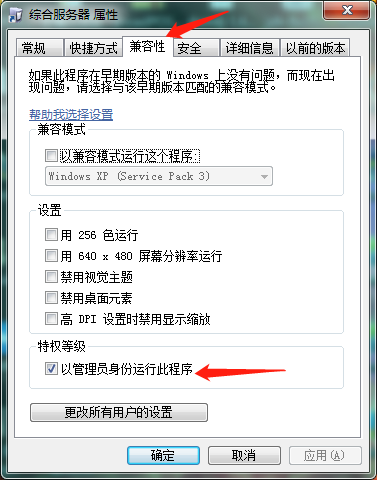 综合服务器 属性
常规 快捷方式 兼容性 安全 详细信息 以前的版本
如果此程序在早期版本的 Windows 上没有问题，而现在出
现问题，请选择与该早期版本匹配的兼容模式。
帮助我选择设置
兼容模式
以兼容模式运行这个程序:
Windows XP (Service Pack 3)
设置
用 256 色运行
用 640 x 480 屏幕分辨率运行
禁用视觉主题
禁用桌面元素
高 DPI 设置时禁用显示缩放
特权等级
以管理员身份运行此程序
更改所有用户的设置
确定 取消 应用(A)